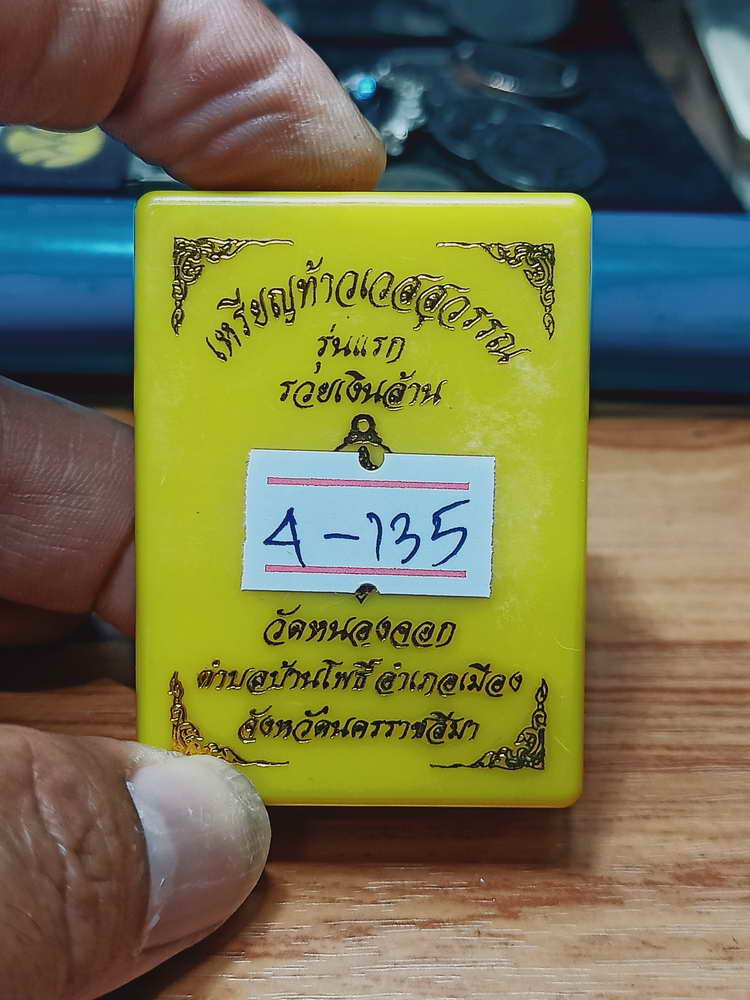 เหรียญท้าวเวสสุวรรณ
รุ่นแรก
รวยเงินล้าน
4-135
วัดหนองจอก
ตำบลบ้านโพธิ์ อำเภอเมือง
จังหวัดนครราชสีมา